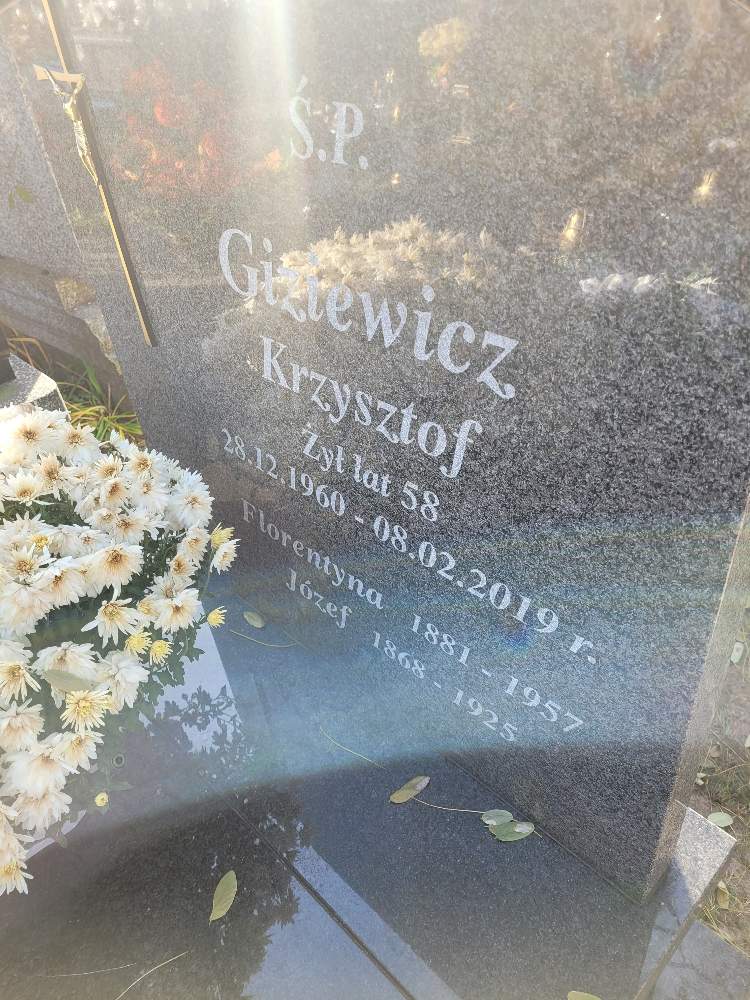 Ś.P.
Giziewicz
Krzysztof
Żył lat 58
28.12.1960 - 08.02.2019 r.
Florentyna 1881 - 1957
Józef 1868 - 1925